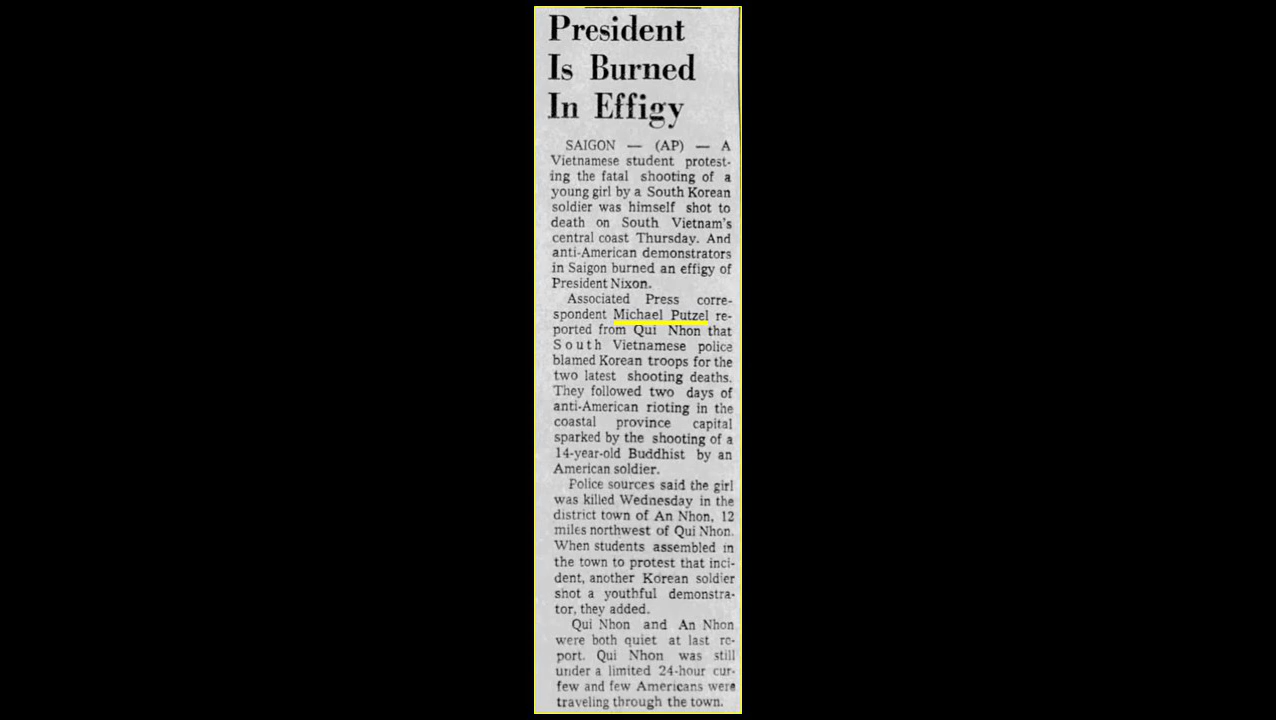 President
Is Burned
In Effigy
SAIGON — (AP) — A
Vietnamese student protest-
ing the fatal shooting of a
young girl by a South Korean
soldier was himself shot to
death on South Vietnam's
central coast Thursday. And
anti-American demonstrators
in Saigon burned an effigy of
President Nixon.
Associated Press corre-
spondent Michael Putzel re-
ported from Qui Nhon that
South Vietnamese police
blamed Korean troops for the
two latest shooting deaths.
They followed two days of
anti-American rioting in the
coastal province capital
sparked by the shooting of a
14-year-old Buddhist by an
American soldier.
Police sources said the girl
was killed Wednesday in the
district town of An Nhon, 12
miles northwest of Qui Nhon.
When students assembled in
the town to protest that inci-
dent, another Korean soldier
shot a youthful demonstra-
tor, they added.
Qui Nhon and An Nhon
were both quiet at last re-
port. Qui Nhon was still
under a limited 24-hour cur-
few and few Americans were
traveling through the town.